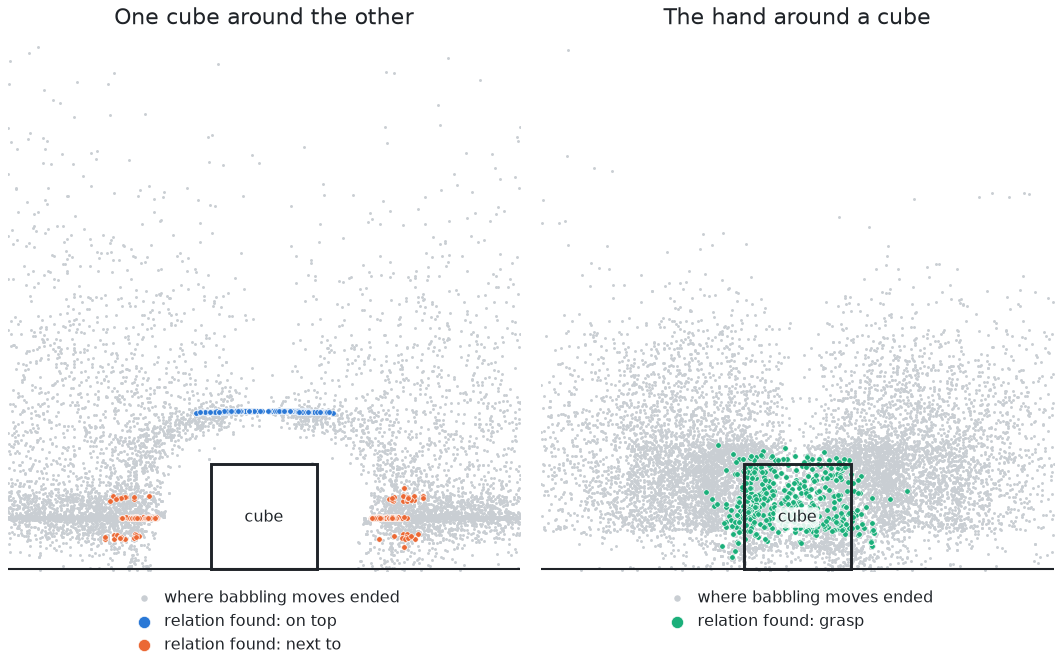 One cube around the other
The hand around a cube
cube
cube
where babbling moves ended
relation found: on top
relation found: next to
where babbling moves ended
relation found: grasp